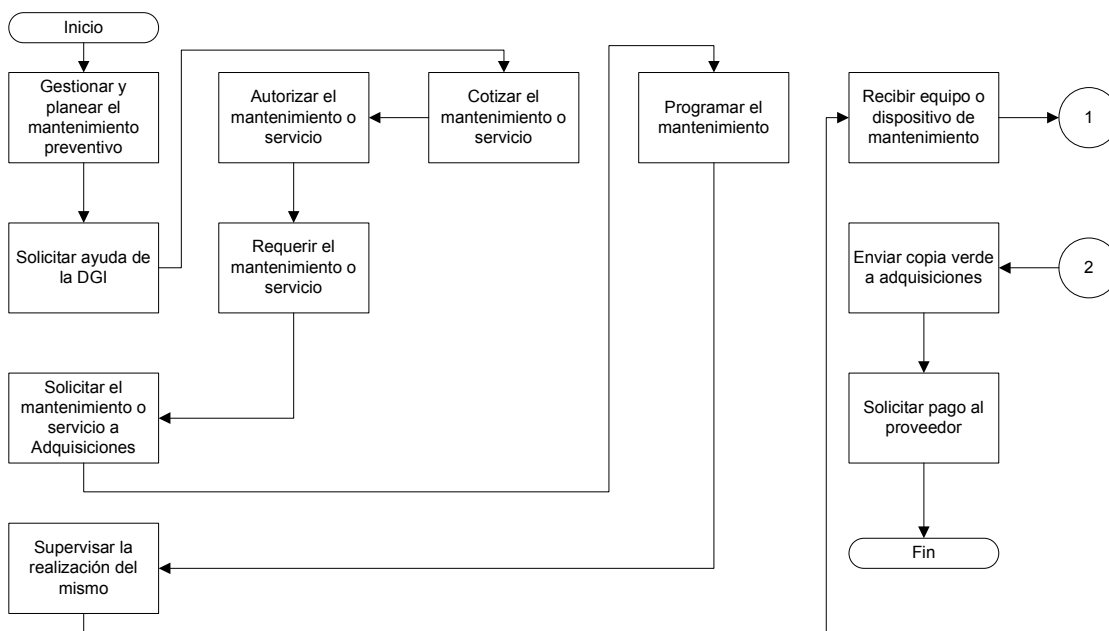 Inicio
Gestionar y
planear el
mantenimiento
preventivo
Solicitar ayuda de
la DGI
Cotizar el
mantenimiento o
servicio
Autorizar el
mantenimiento o
servicio
Requerir el
mantenimiento o
servicio
Solicitar el
mantenimiento o
servicio a
Adquisiciones
Programar el
mantenimiento
Supervisar la
realización del
mismo
Recibir equipo o
dispositivo de
mantenimiento
1
2
Enviar copia verde
a adquisiciones
Solicitar pago al
proveedor
Fin